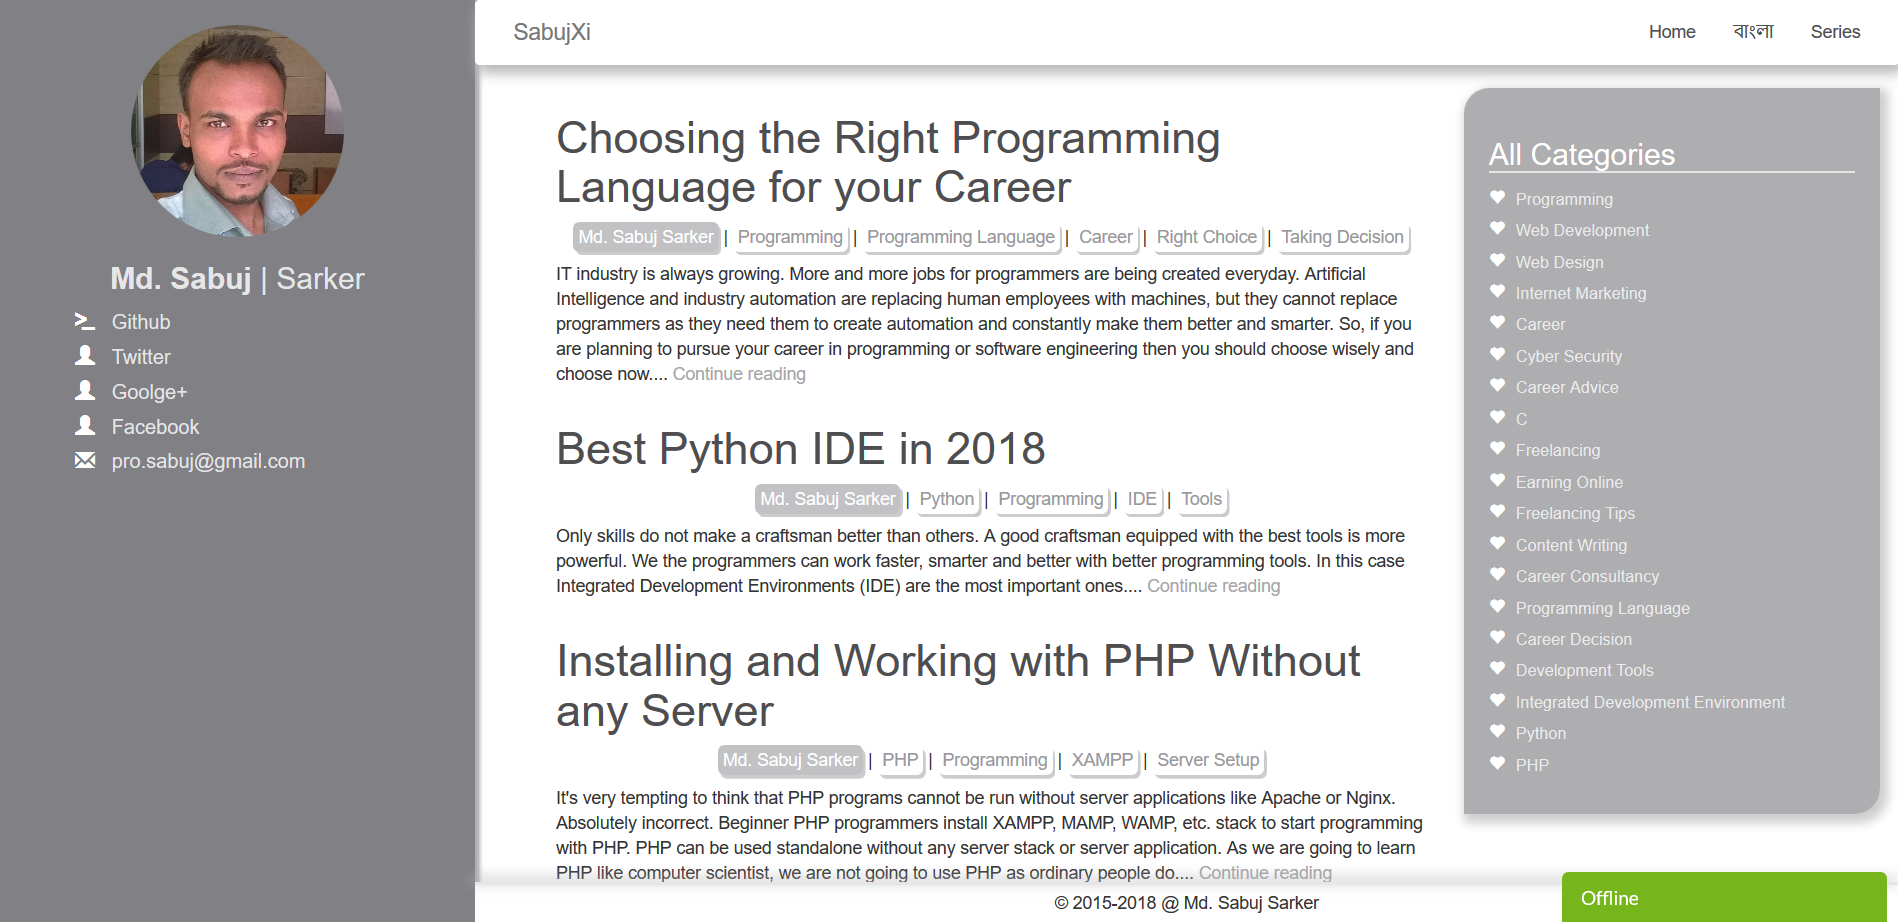 Md. Sabuj | Sarker
Github
Twitter
Goolge+
Facebook
pro.sabuj@gmail.com
SabujXi
Home বাংলা Series
Choosing the Right Programming
Language for your Career
Md. Sabuj Sarker | Programming | Programming Language | Career | Right Choice | Taking Decision
IT industry is always growing. More and more jobs for programmers are being created everyday. Artificial
Intelligence and industry automation are replacing human employees with machines, but they cannot replace
programmers as they need them to create automation and constantly make them better and smarter. So, if you
are planning to pursue your career in programming or software engineering then you should choose wisely and
choose now.... Continue reading
Best Python IDE in 2018
Md. Sabuj Sarker | Python | Programming | IDE | Tools
Only skills do not make a craftsman better than others. A good craftsman equipped with the best tools is more
powerful. We the programmers can work faster, smarter and better with better programming tools. In this case
Integrated Development Environments (IDE) are the most important ones.... Continue reading
Installing and Working with PHP Without
any Server
Md. Sabuj Sarker | PHP | Programming | XAMPP | Server Setup
It's very tempting to think that PHP programs cannot be run without server applications like Apache or Nginx.
Absolutely incorrect. Beginner PHP programmers install XAMPP, MAMP, WAMP, etc. stack to start programming
with PHP. PHP can be used standalone without any server stack or server application. As we are going to learn
PHP like computer scientist, we are not going to use PHP as ordinary people do.... Continue reading
All Categories
Programming
Web Development
Web Design
Internet Marketing
Career
Cyber Security
Career Advice
C
Freelancing
Earning Online
Freelancing Tips
Content Writing
Career Consultancy
Programming Language
Career Decision
Development Tools
Integrated Development Environment
Python
PHP
© 2015-2018 @ Md. Sabuj Sarker
Offline